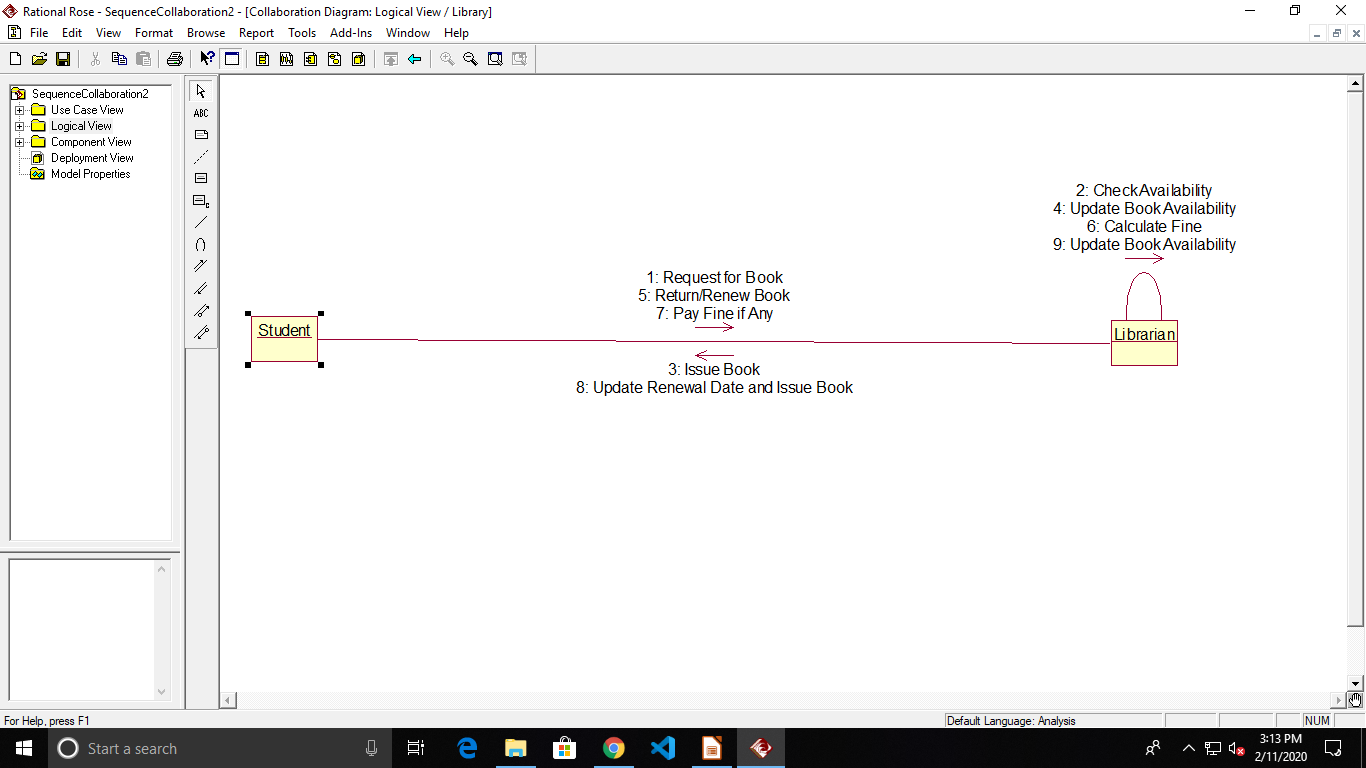 Rational Rose - SequenceCollaboration2 - [Collaboration Diagram: Logical View / Library]
File Edit View Format Browse Report Tools Add-Ins Window Help
SequenceCollaboration2
Use Case View
Logical View
Component View
Deployment View
Model Properties
ABC
2: Check Availability
4: Update Book Availability
6: Calculate Fine
9: Update Book Availability
1: Request for Book
5: Return/Renew Book
7: Pay Fine if Any
Student
Librarian
3: Issue Book
8: Update Renewal Date and Issue Book
For Help, press F1
Default Language: Analysis
NUM
Start a search
3:13 PM
2/11/2020